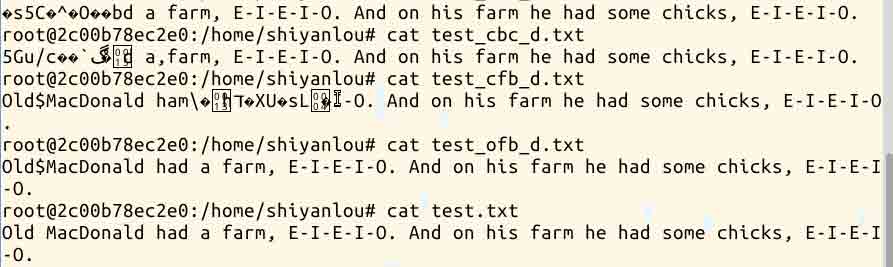 �s5C�^�O��bd a farm, E-I-E-I-O. And on his farm he had some chicks, E-I-E-I-O.
root@2c00b78ec2e0:/home/shiyanlou# cat test_cbc_d.txt
5Gu/c��`گ� a,farm, E-I-E-I-O. And on his farm he had some chicks, E-I-E-I-O.
root@2c00b78ec2e0:/home/shiyanlou# cat test_cfb_d.txt
Old$MacDonald ham\��XU�sL�-O. And on his farm he had some chicks, E-I-E-I-O
.
root@2c00b78ec2e0:/home/shiyanlou# cat test_ofb_d.txt
Old$MacDonald had a farm, E-I-E-I-O. And on his farm he had some chicks, E-I-E-I
-O.
root@2c00b78ec2e0:/home/shiyanlou# cat test.txt
Old MacDonald had a farm, E-I-E-I-O. And on his farm he had some chicks, E-I-E-I
-O.